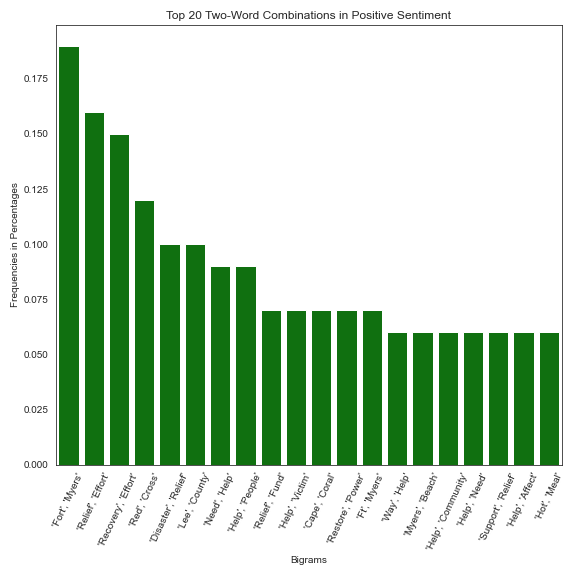 Top 20 Two-Word Combinations in Positive Sentiment
Frequencies in Percentages
0.175
0.150
0.125
0.100
0.075
0.050
0.025
0.000
'Fort', 'Myers'
'Relief', 'Effort'
'Recovery', 'Effort'
'Red', 'Cross'
'Disaster', 'Relief'
'Lee', 'County'
'Need', 'Help'
'Help', 'People'
'Relief', 'Fund'
'Help', 'Victim'
'Cape', 'Coral'
'Restore', 'Power'
'Ft', 'Myers'
'Way', 'Help'
'Myers', 'Beach'
'Help', 'Community'
'Help', 'Need'
'Support', 'Relief'
'Help', 'Affect'
'Hot', 'Meal'
Bigrams